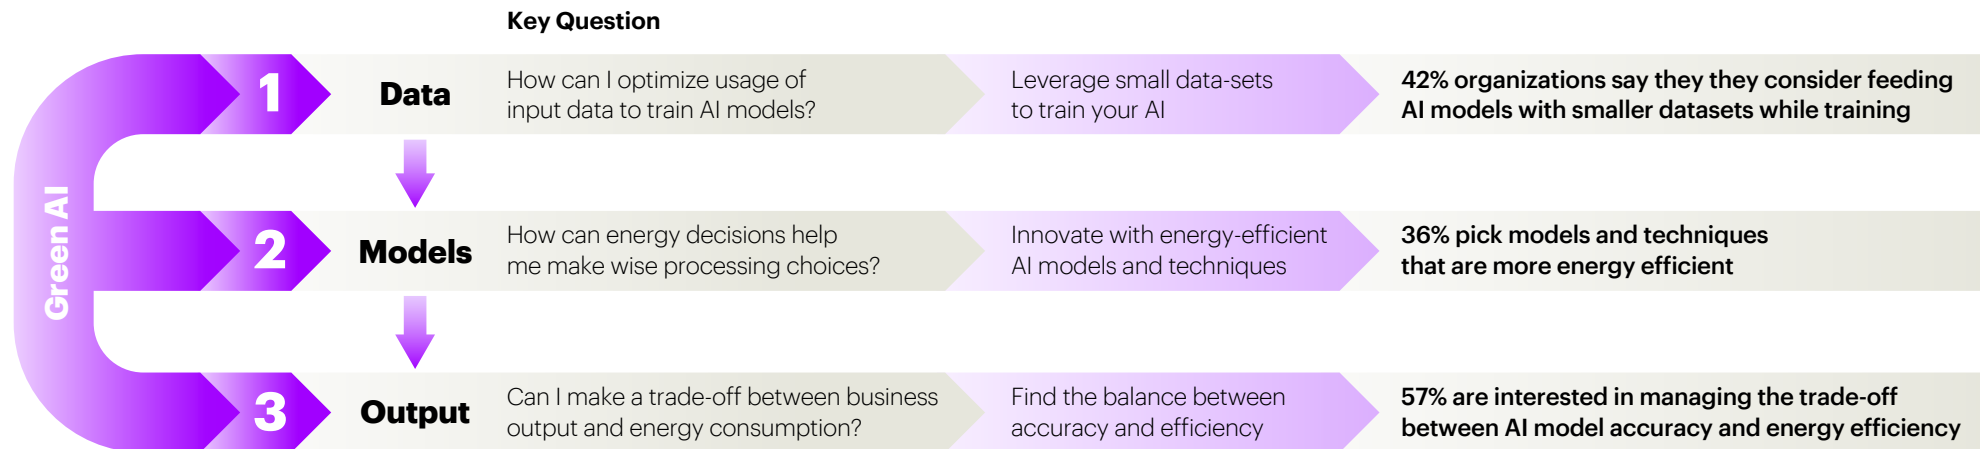 Key Question
Green AI
1
Data
How can I optimize usage of
input data to train AI models?
Leverage small data-sets
to train your AI
42% organizations say they they consider feeding
AI models with smaller datasets while training
2
Models
How can energy decisions help
me make wise processing choices?
Innovate with energy-efficient
AI models and techniques
36% pick models and techniques
that are more energy efficient
3
Output
Can I make a trade-off between business
output and energy consumption?
Find the balance between
accuracy and efficiency
57% are interested in managing the trade-off
between AI model accuracy and energy efficiency